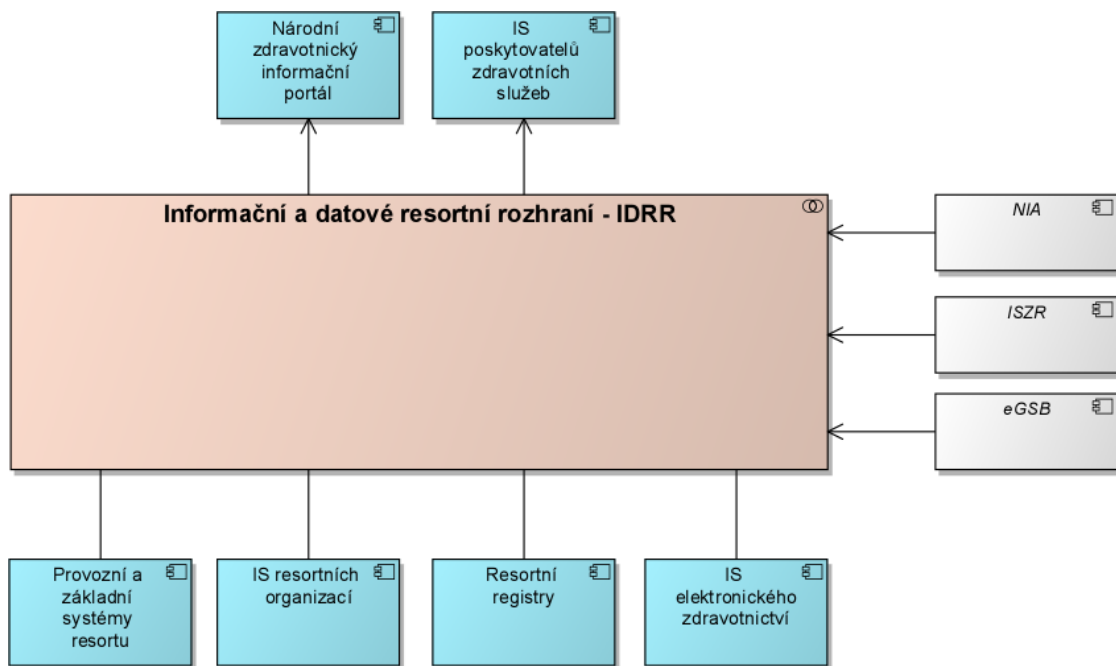 Národní
zdravotnický
informační
portál
IS
poskytovatelů
zdravotních
služeb
Informační a datové resortní rozhraní - IDRR
NIA
ISZR
eGSB
Provozní a
základní
systémy
resortu
IS resortních
organizací
Resortní
registry
IS
elektronického
zdravotnictví